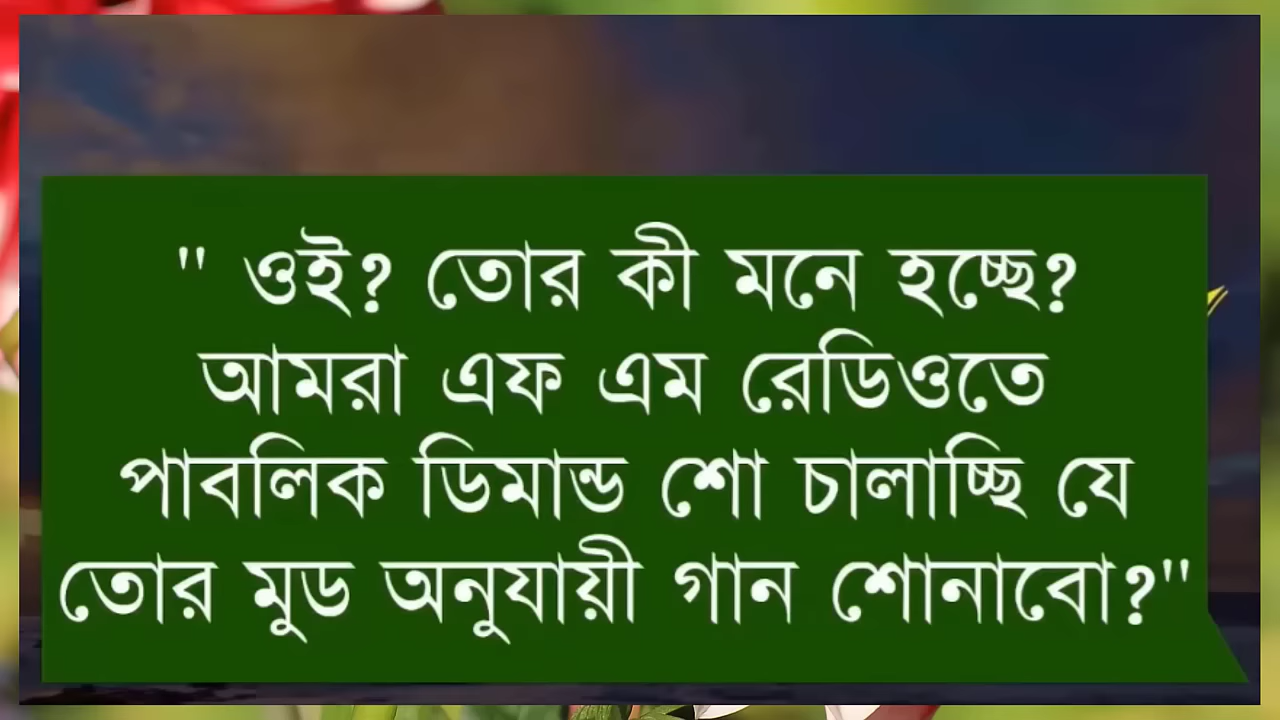 " ওই? তোর কী মনে হচ্ছে?
আমরা এফ এম রেডিওতে
পাবলিক ডিমান্ড শো চালাচ্ছি যে
তোর মুড অনুযায়ী গান শোনাবো?"